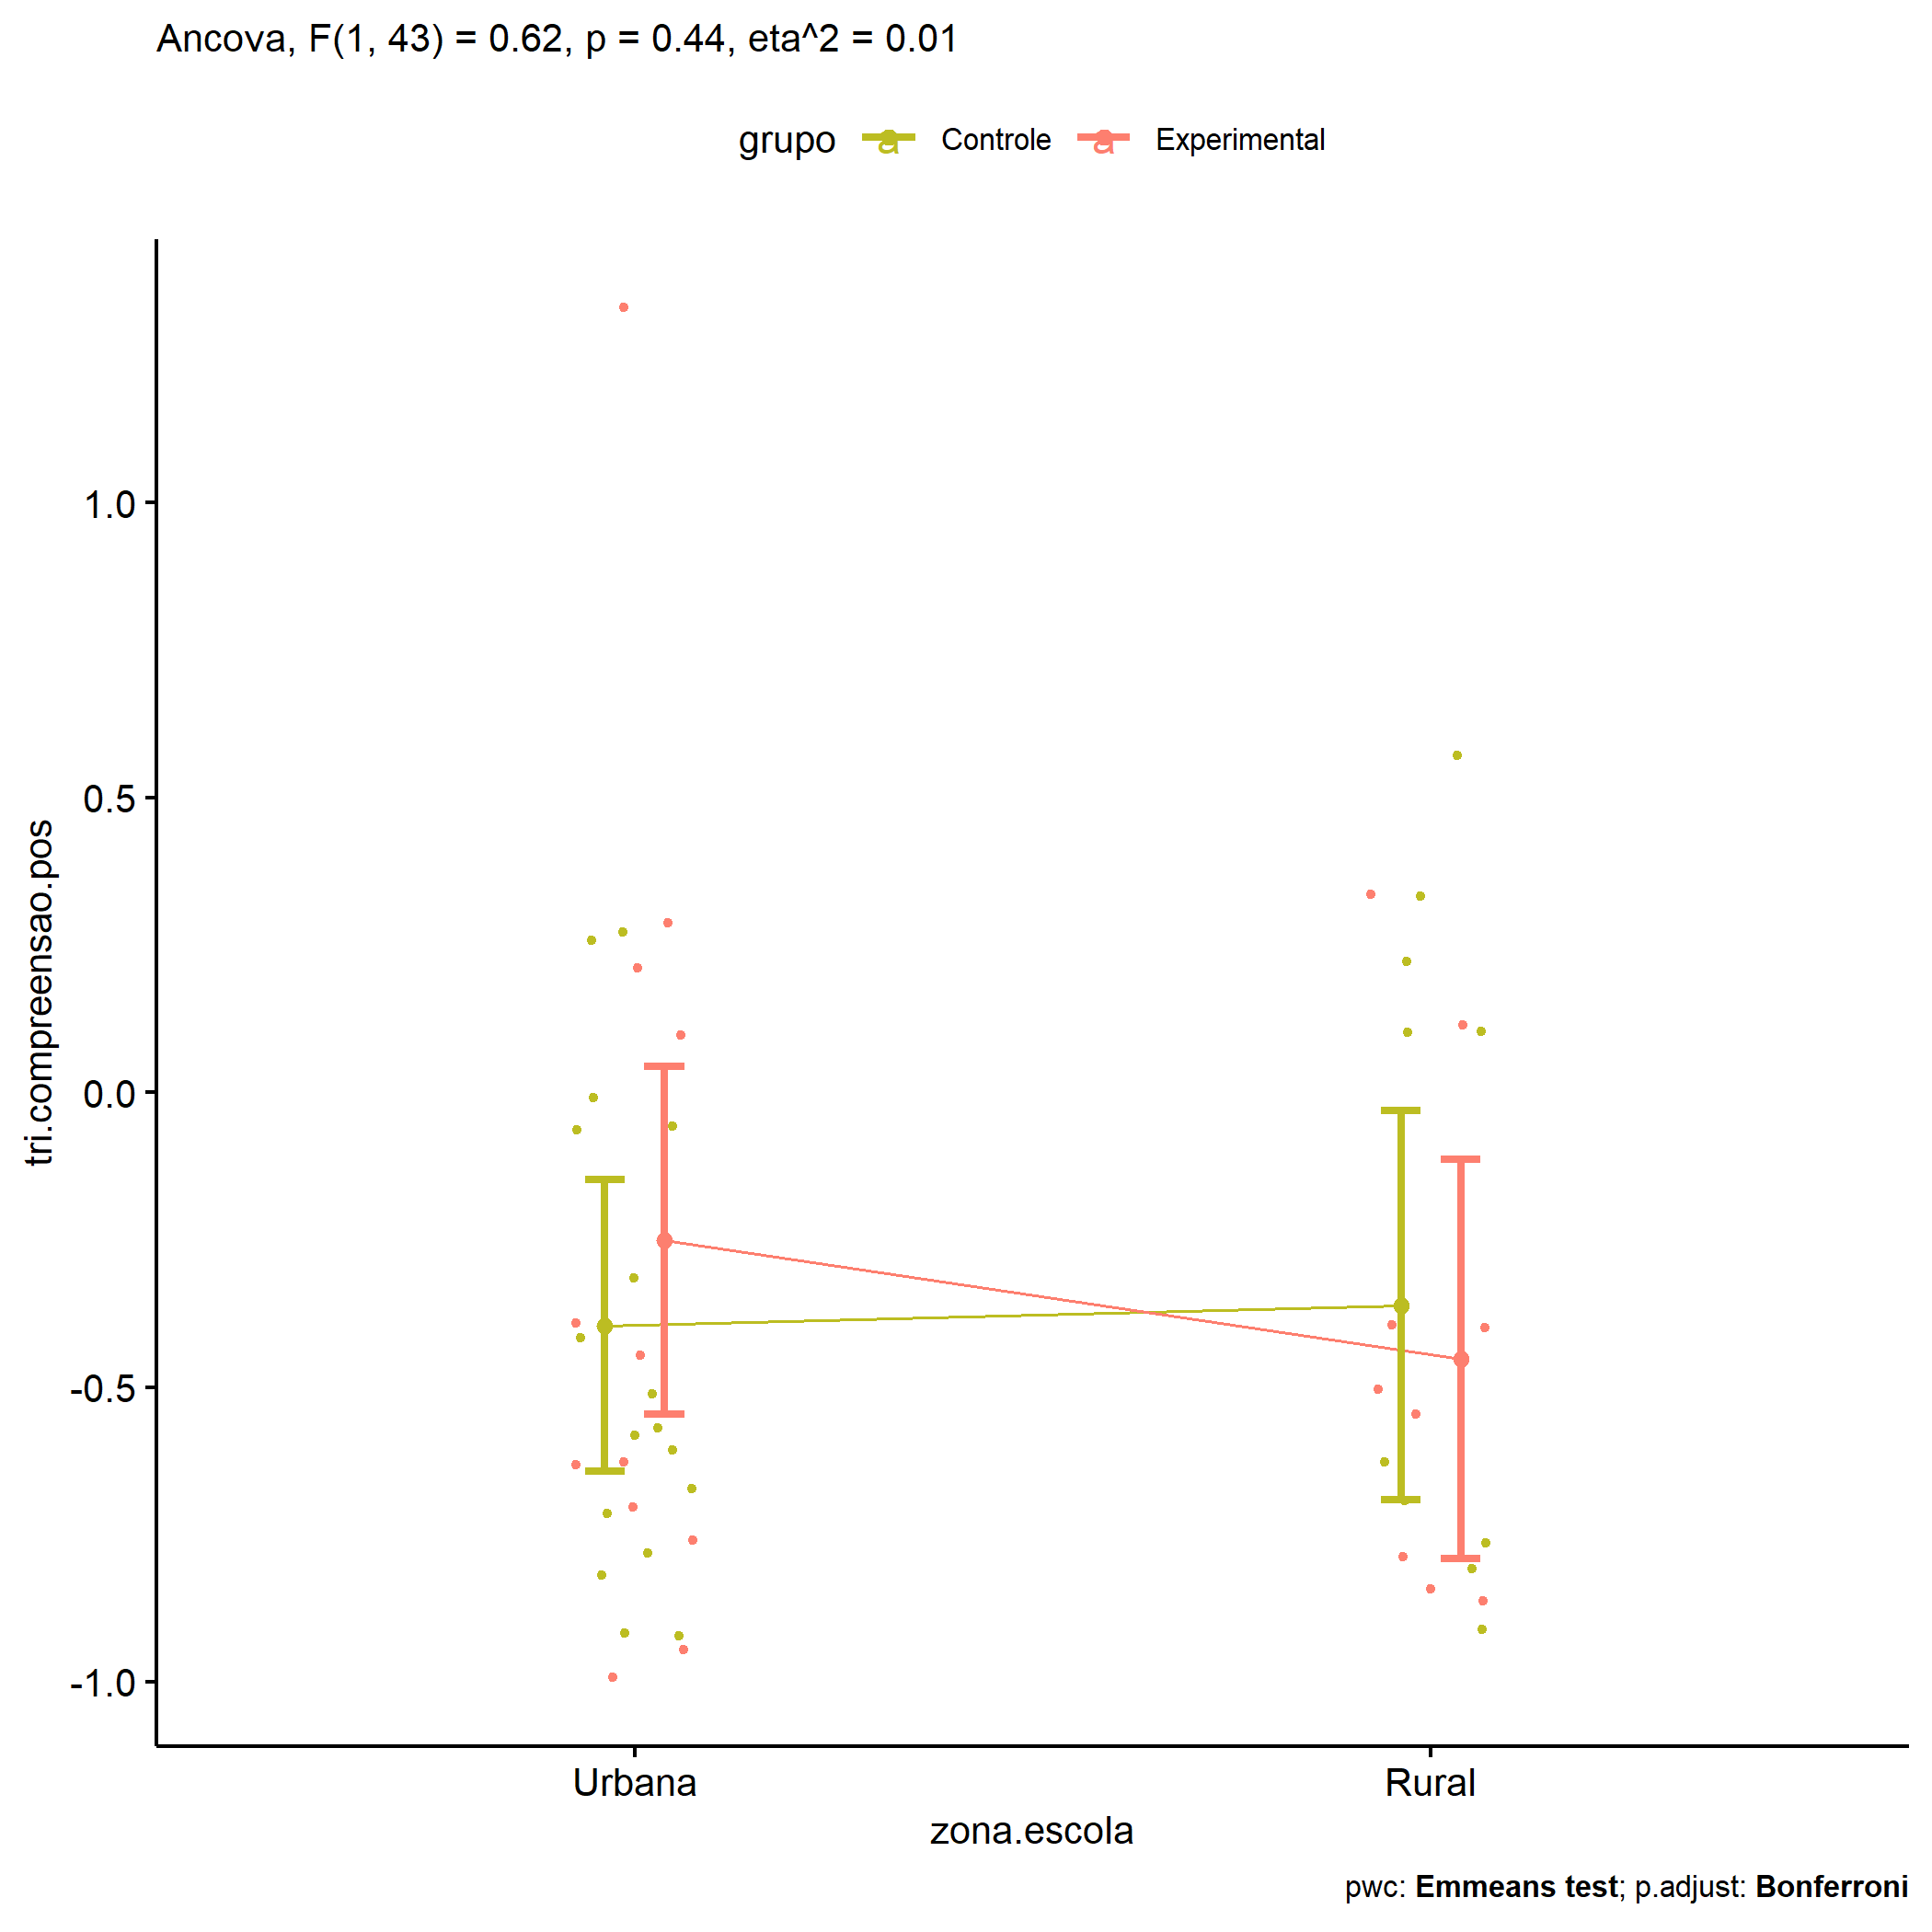 Ancova, F(1, 43) = 0.62, p = 0.44, eta^2 = 0.01
grupo a Controle a Experimental
1.0
0.5
0.0
-0.5
-1.0
tri.compreensao.pos
Urbana Rural
zona.escola
pwc: Emmeans test; p.adjust: Bonferroni